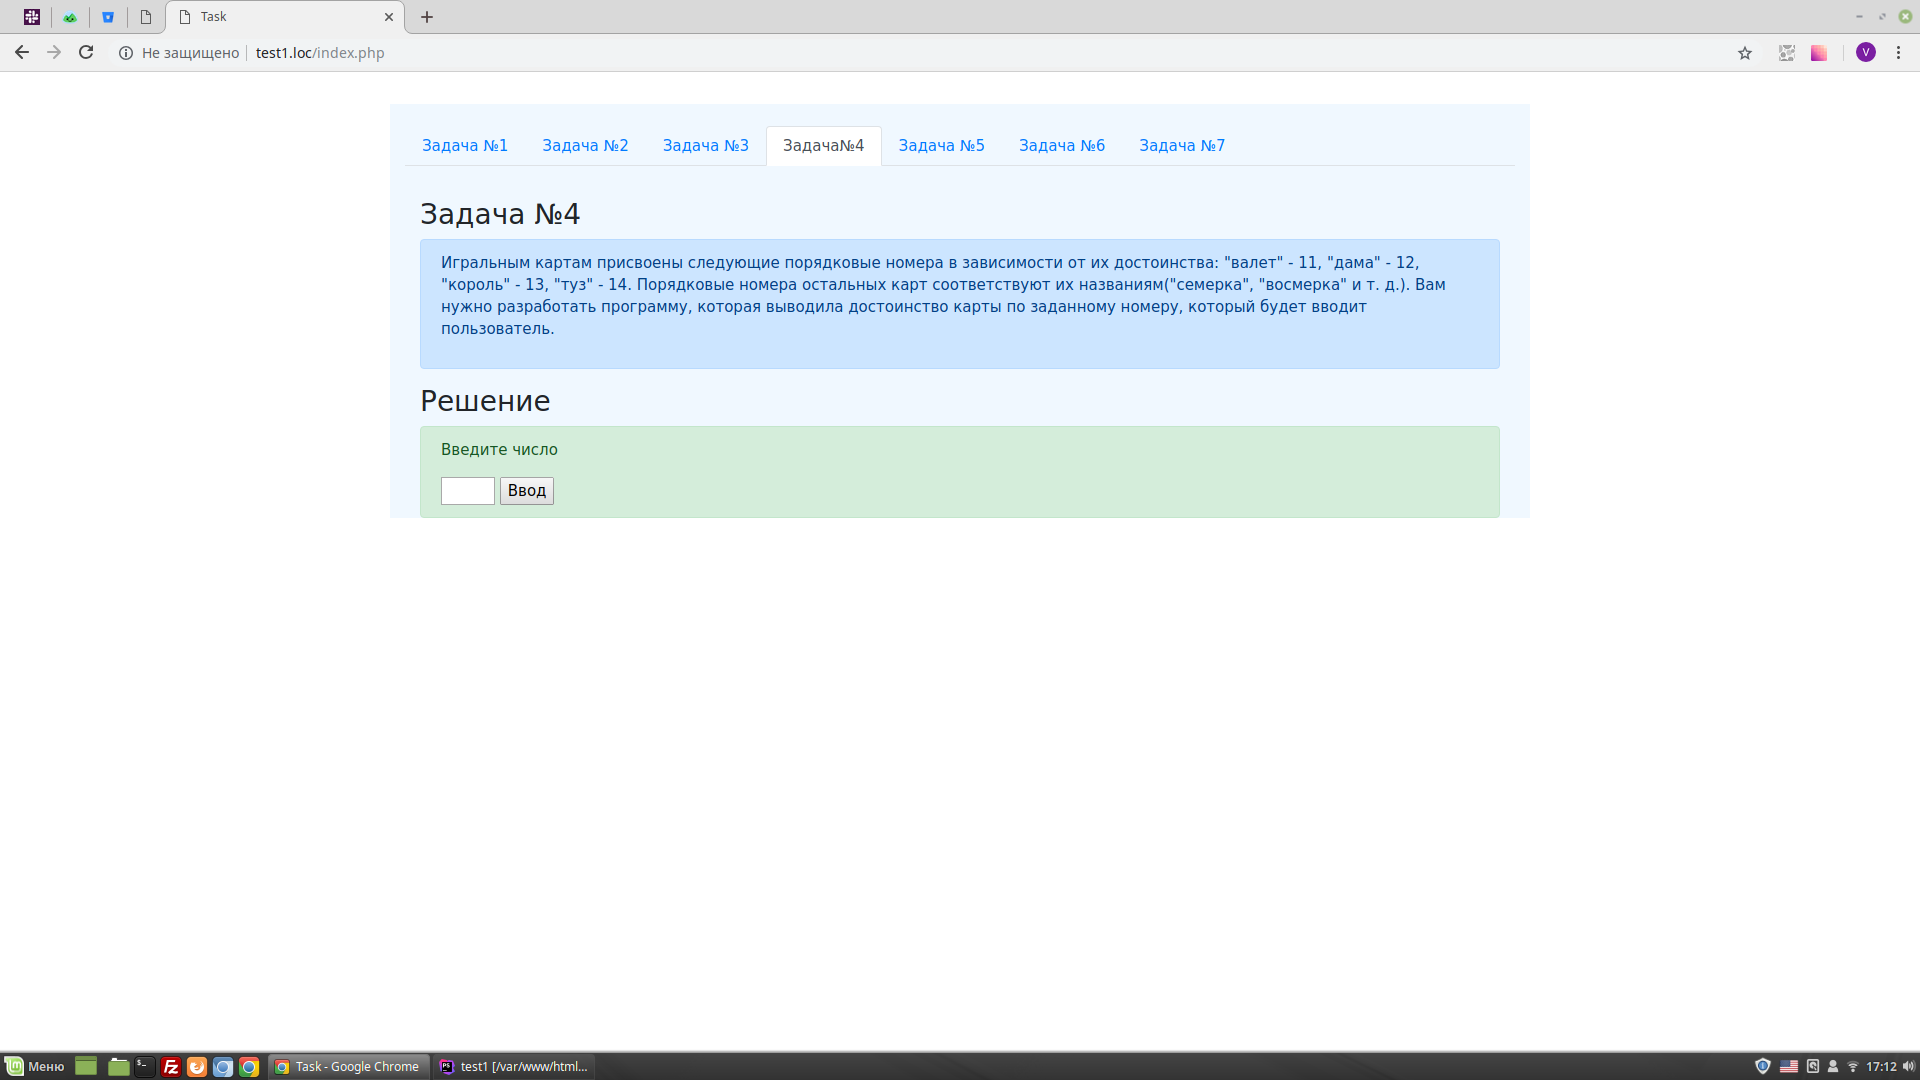 Task
Не защищено
test1.loc/index.php
V
Задача №1 Задача №2 Задача №3 Задача№4 Задача №5 Задача №6 Задача №7
Задача №4
Игральным картам присвоены следующие порядковые номера в зависимости от их достоинства: "валет" - 11, "дама" - 12,
"король" - 13, "туз" - 14. Порядковые номера остальных карт соответствуют их названиям("семерка", "восмерка" и т. д.). Вам
нужно разработать программу, которая выводила достоинство карты по заданному номеру, который будет вводит
пользователь.
Решение
Введите число
Ввод
Меню
Task - Google Chrome
test1 [/var/www/html...
17:12